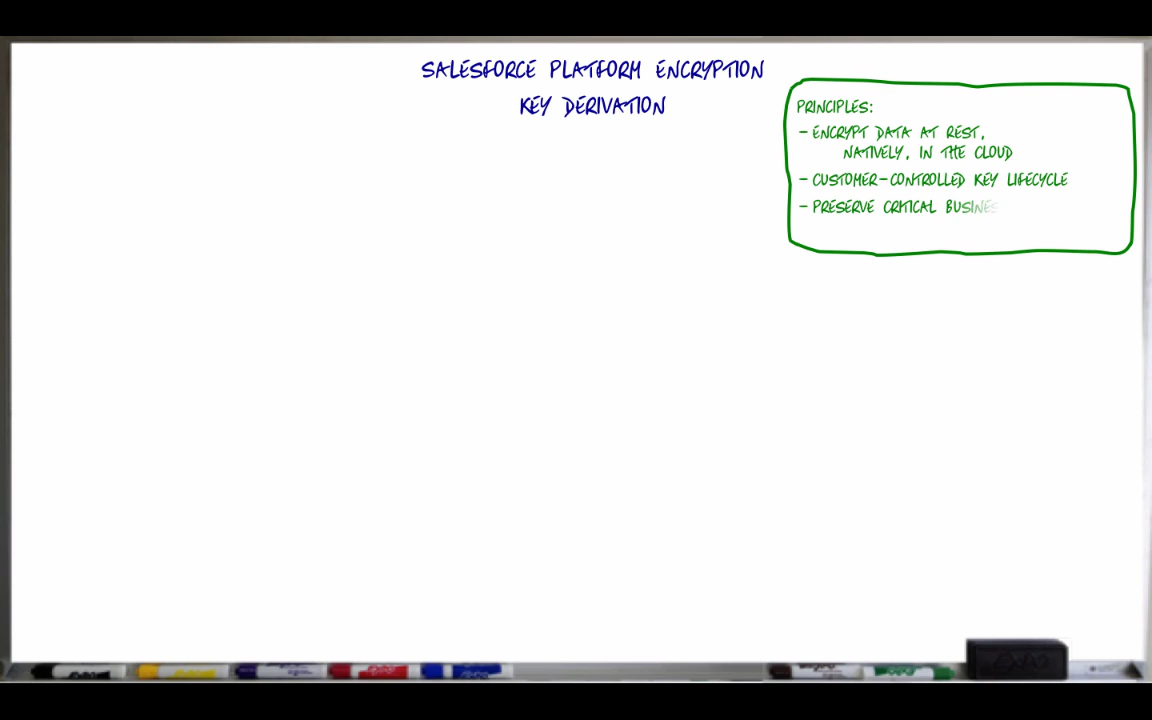 SALESFORCE PLATFORM ENCRYPTION
KEY DERIVATION
PRINCIPLES:
- ENCRYPT DATA AT REST,
NATIVELY, IN THE CLOUD
- CUSTOMER-CONTROLLED KEY LIFECYCLE
- PRESERVE CRITICAL BUSINES